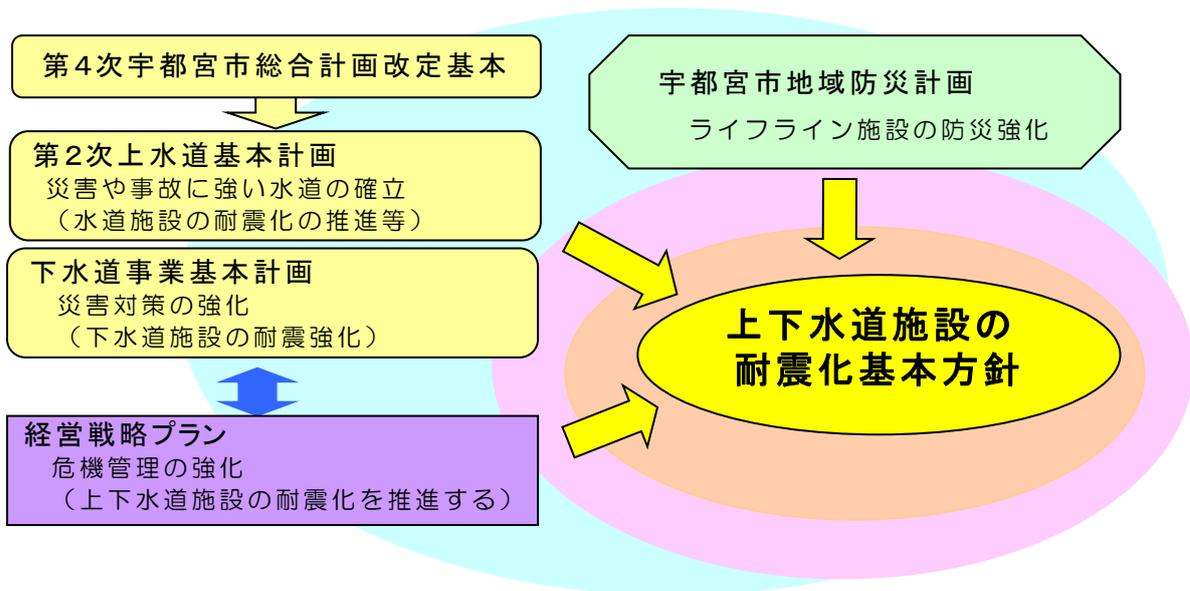 第4次宇都宮市総合計画改定基本
第2次上水道基本計画
災害や事故に強い水道の確立
（水道施設の耐震化の推進等）
下水道事業基本計画
災害対策の強化
（下水道施設の耐震強化）
経営戦略プラン
危機管理の強化
（上下水道施設の耐震化を推進する）
宇都宮市地域防災計画
ライフライン施設の防災強化
上下水道施設の
耐震化基本方針